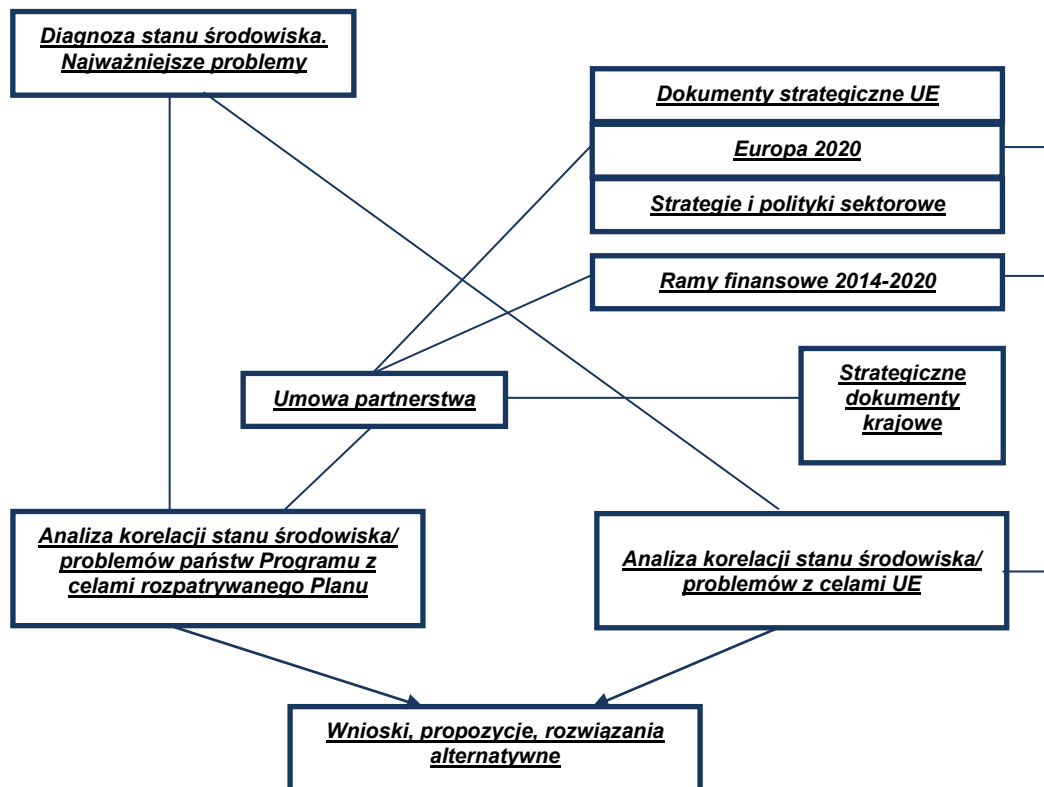 Diagnoza stanu środowiska.
Najważniejsze problemy
Dokumenty strategiczne UE
Europa 2020
Strategie i polityki sektorowe
Ramy finansowe 2014-2020
Umowa partnerstwa
Strategiczne
dokumenty
krajowe
Analiza korelacji stanu środowiska/
problemów państw Programu z
celami rozpatrywanego Planu
Analiza korelacji stanu środowiska/
problemów z celami UE
Wnioski, propozycje, rozwiązania
alternatywne